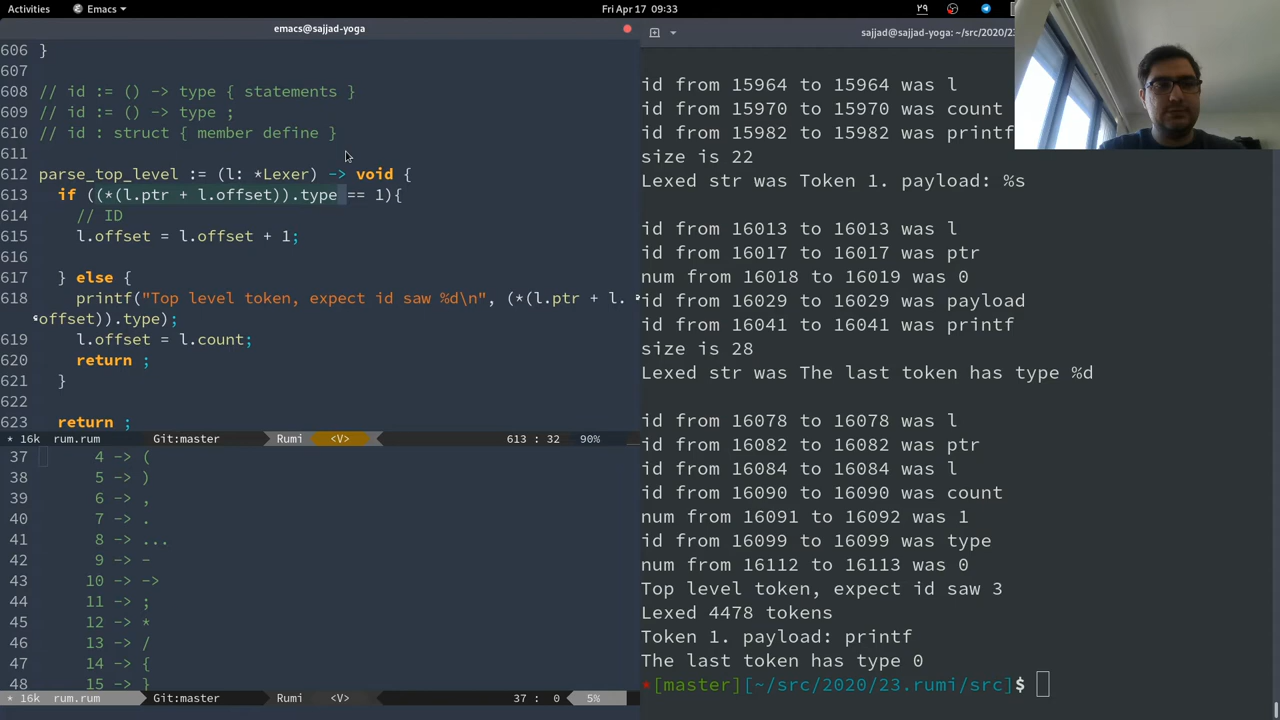 Activities
Emacs
Fri Apr 17 09:33
۲۹
emacs@sajjad-yoga
606 }
607
608 // id := () -> type { statements }
609 // id := () -> type ;
610 // id : struct { member define }
611
612 parse_top_level := (l: *Lexer) -> void {
613 if ((*(l.ptr + l.offset)).type == 1){
614 // ID
615 l.offset = l.offset + 1;
616
617 } else {
618 printf("Top level token, expect id saw %d\n", (*(l.ptr + l.
offset)).type);
619 l.offset = l.count;
620 return ;
621 }
622
623 return ;
* 16k rum.rum Git:master Rumi <V> 613 : 32 90%
37 4 -> (
38 5 -> )
39 6 -> ,
40 7 -> .
41 8 -> ...
42 9 -> -
43 10 -> ->
44 11 -> ;
45 12 -> *
46 13 -> /
47 14 -> {
48 15 -> }
* 16k rum.rum Git:master Rumi <V> 37 : 0 5%
sajjad@sajjad-yoga: ~/src/2020/23.rumi/src
id from 15964 to 15964 was l
id from 15970 to 15970 was count
id from 15982 to 15982 was printf
size is 22
Lexed str was Token 1. payload: %s
id from 16013 to 16013 was l
id from 16017 to 16017 was ptr
num from 16018 to 16019 was 0
id from 16029 to 16029 was payload
id from 16041 to 16041 was printf
size is 28
Lexed str was The last token has type %d
id from 16078 to 16078 was l
id from 16082 to 16082 was ptr
id from 16084 to 16084 was l
id from 16090 to 16090 was count
num from 16091 to 16092 was 1
id from 16099 to 16099 was type
num from 16112 to 16113 was 0
Top level token, expect id saw 3
Lexed 4478 tokens
Token 1. payload: printf
The last token has type 0
*[master][~/src/2020/23.rumi/src]$